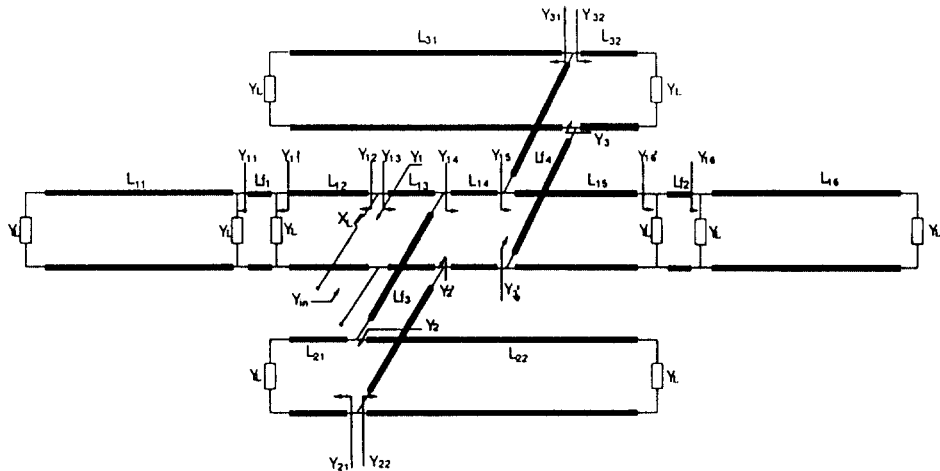 Y31 Y32
L31 L32
YL YL
Y3
Y11 Y1' Y12 Y13 Y1 Y14 Y15 Lf4 Y16' Y16
L11 Lf1 L12 L13 L14 L15 Lf2 L16
YL YL YL XL YL YL YL
Yin Lf3 Y2'
Y2
L21 L22
YL YL
Y21 Y22